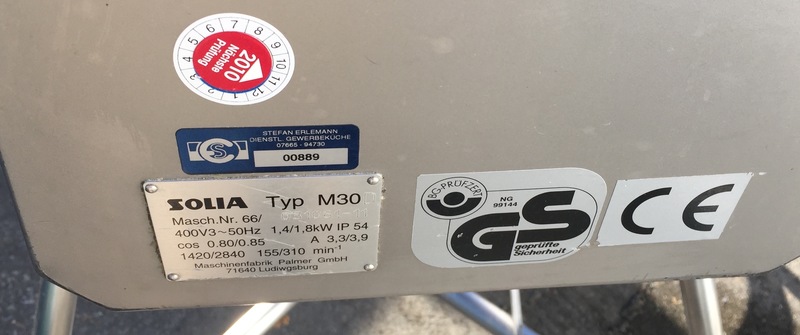 4 5 6 7 8 9 10 11 12 1 2 3
2010
Nächste
Prüfung
STEFAN ERLEMANN
DIENSTL. GEWERBEKÜCHE
07665 - 94730
00889
SOLIA Typ M30
Masch.Nr. 66/
400V3~50Hz 1,4/1,8kW IP 54
cos 0.80/0.85 A 3,3/3,9
1420/2840 155/310 min-1
Maschinenfabrik Palmer GmbH
71640 Ludiwgsburg
BG-PRÜFZERT
NG
99144
GS
geprüfte
Sicherheit
CE